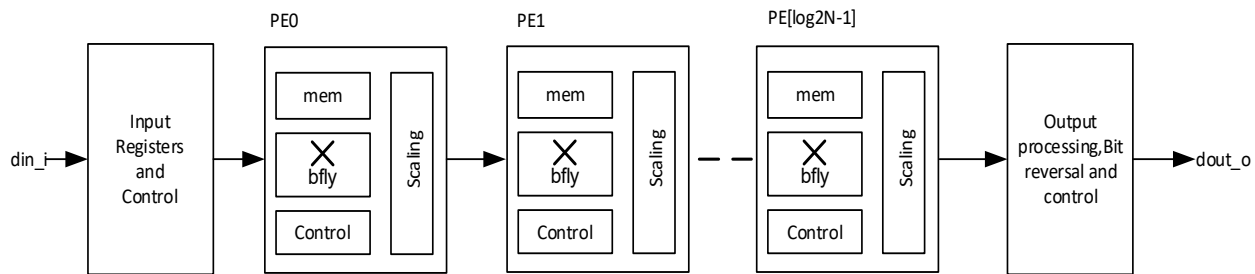 PE0
PE1
PE[log2N-1]
din_i
Input
Registers
and
Control
mem
bfly
Control
Scaling
mem
bfly
Control
Scaling
mem
bfly
Control
Scaling
Output
processing,Bit
reversal and
control
dout_o